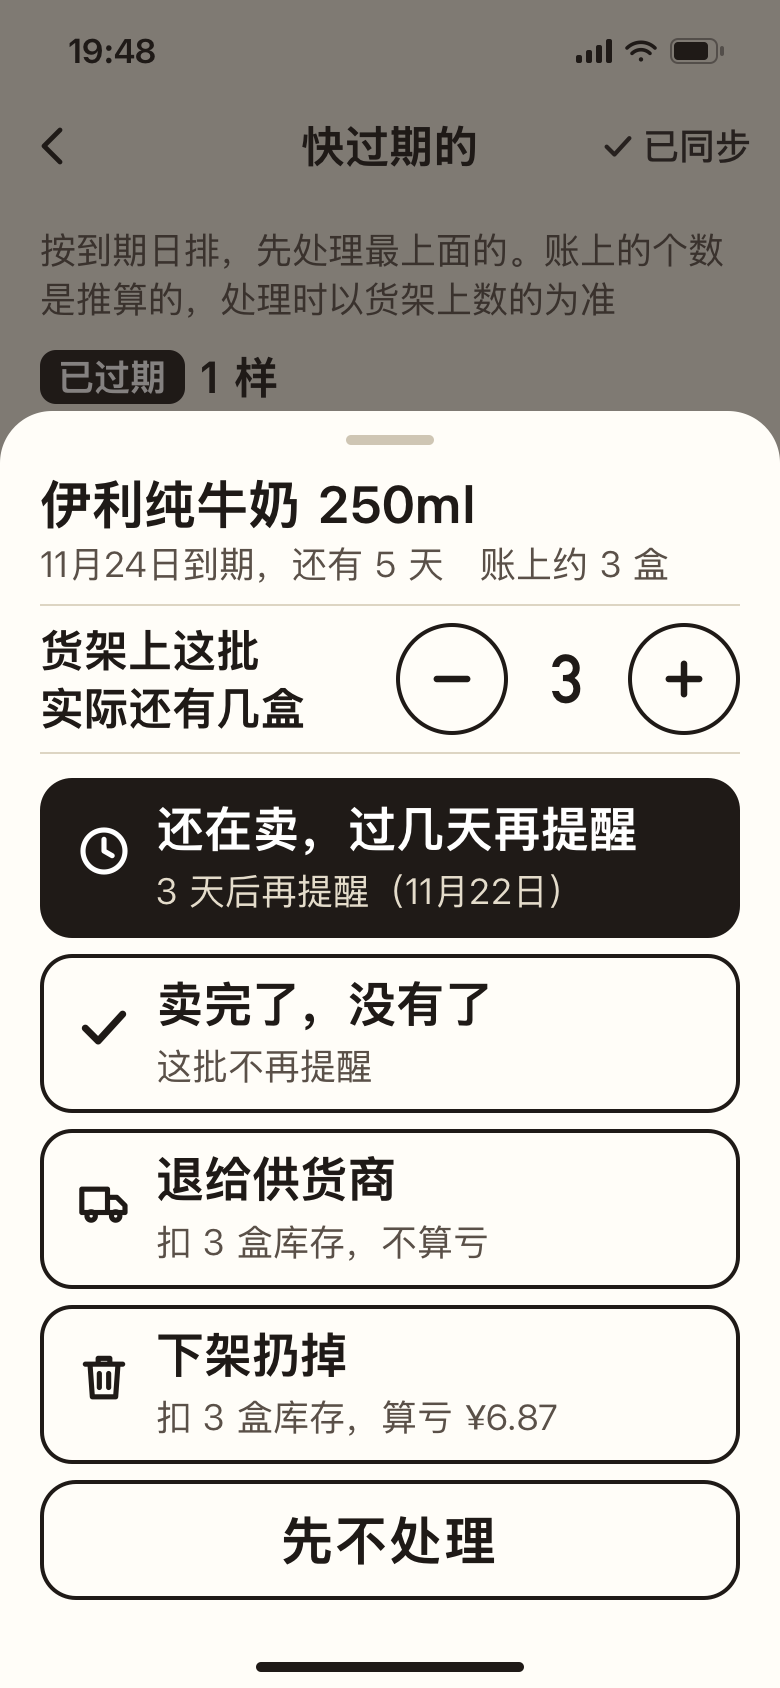 19:48
快过期的
已同步
按到期日排，先处理最上面的。账上的个数
是推算的，处理时以货架上数的为准
已过期 1 样
伊利纯牛奶 250ml
11月24日到期，还有 5 天 账上约 3 盒
货架上这批
实际还有几盒
3
还在卖，过几天再提醒
3 天后再提醒（11月22日）
卖完了，没有了
这批不再提醒
退给供货商
扣 3 盒库存，不算亏
下架扔掉
扣 3 盒库存，算亏 ¥6.87
先不处理